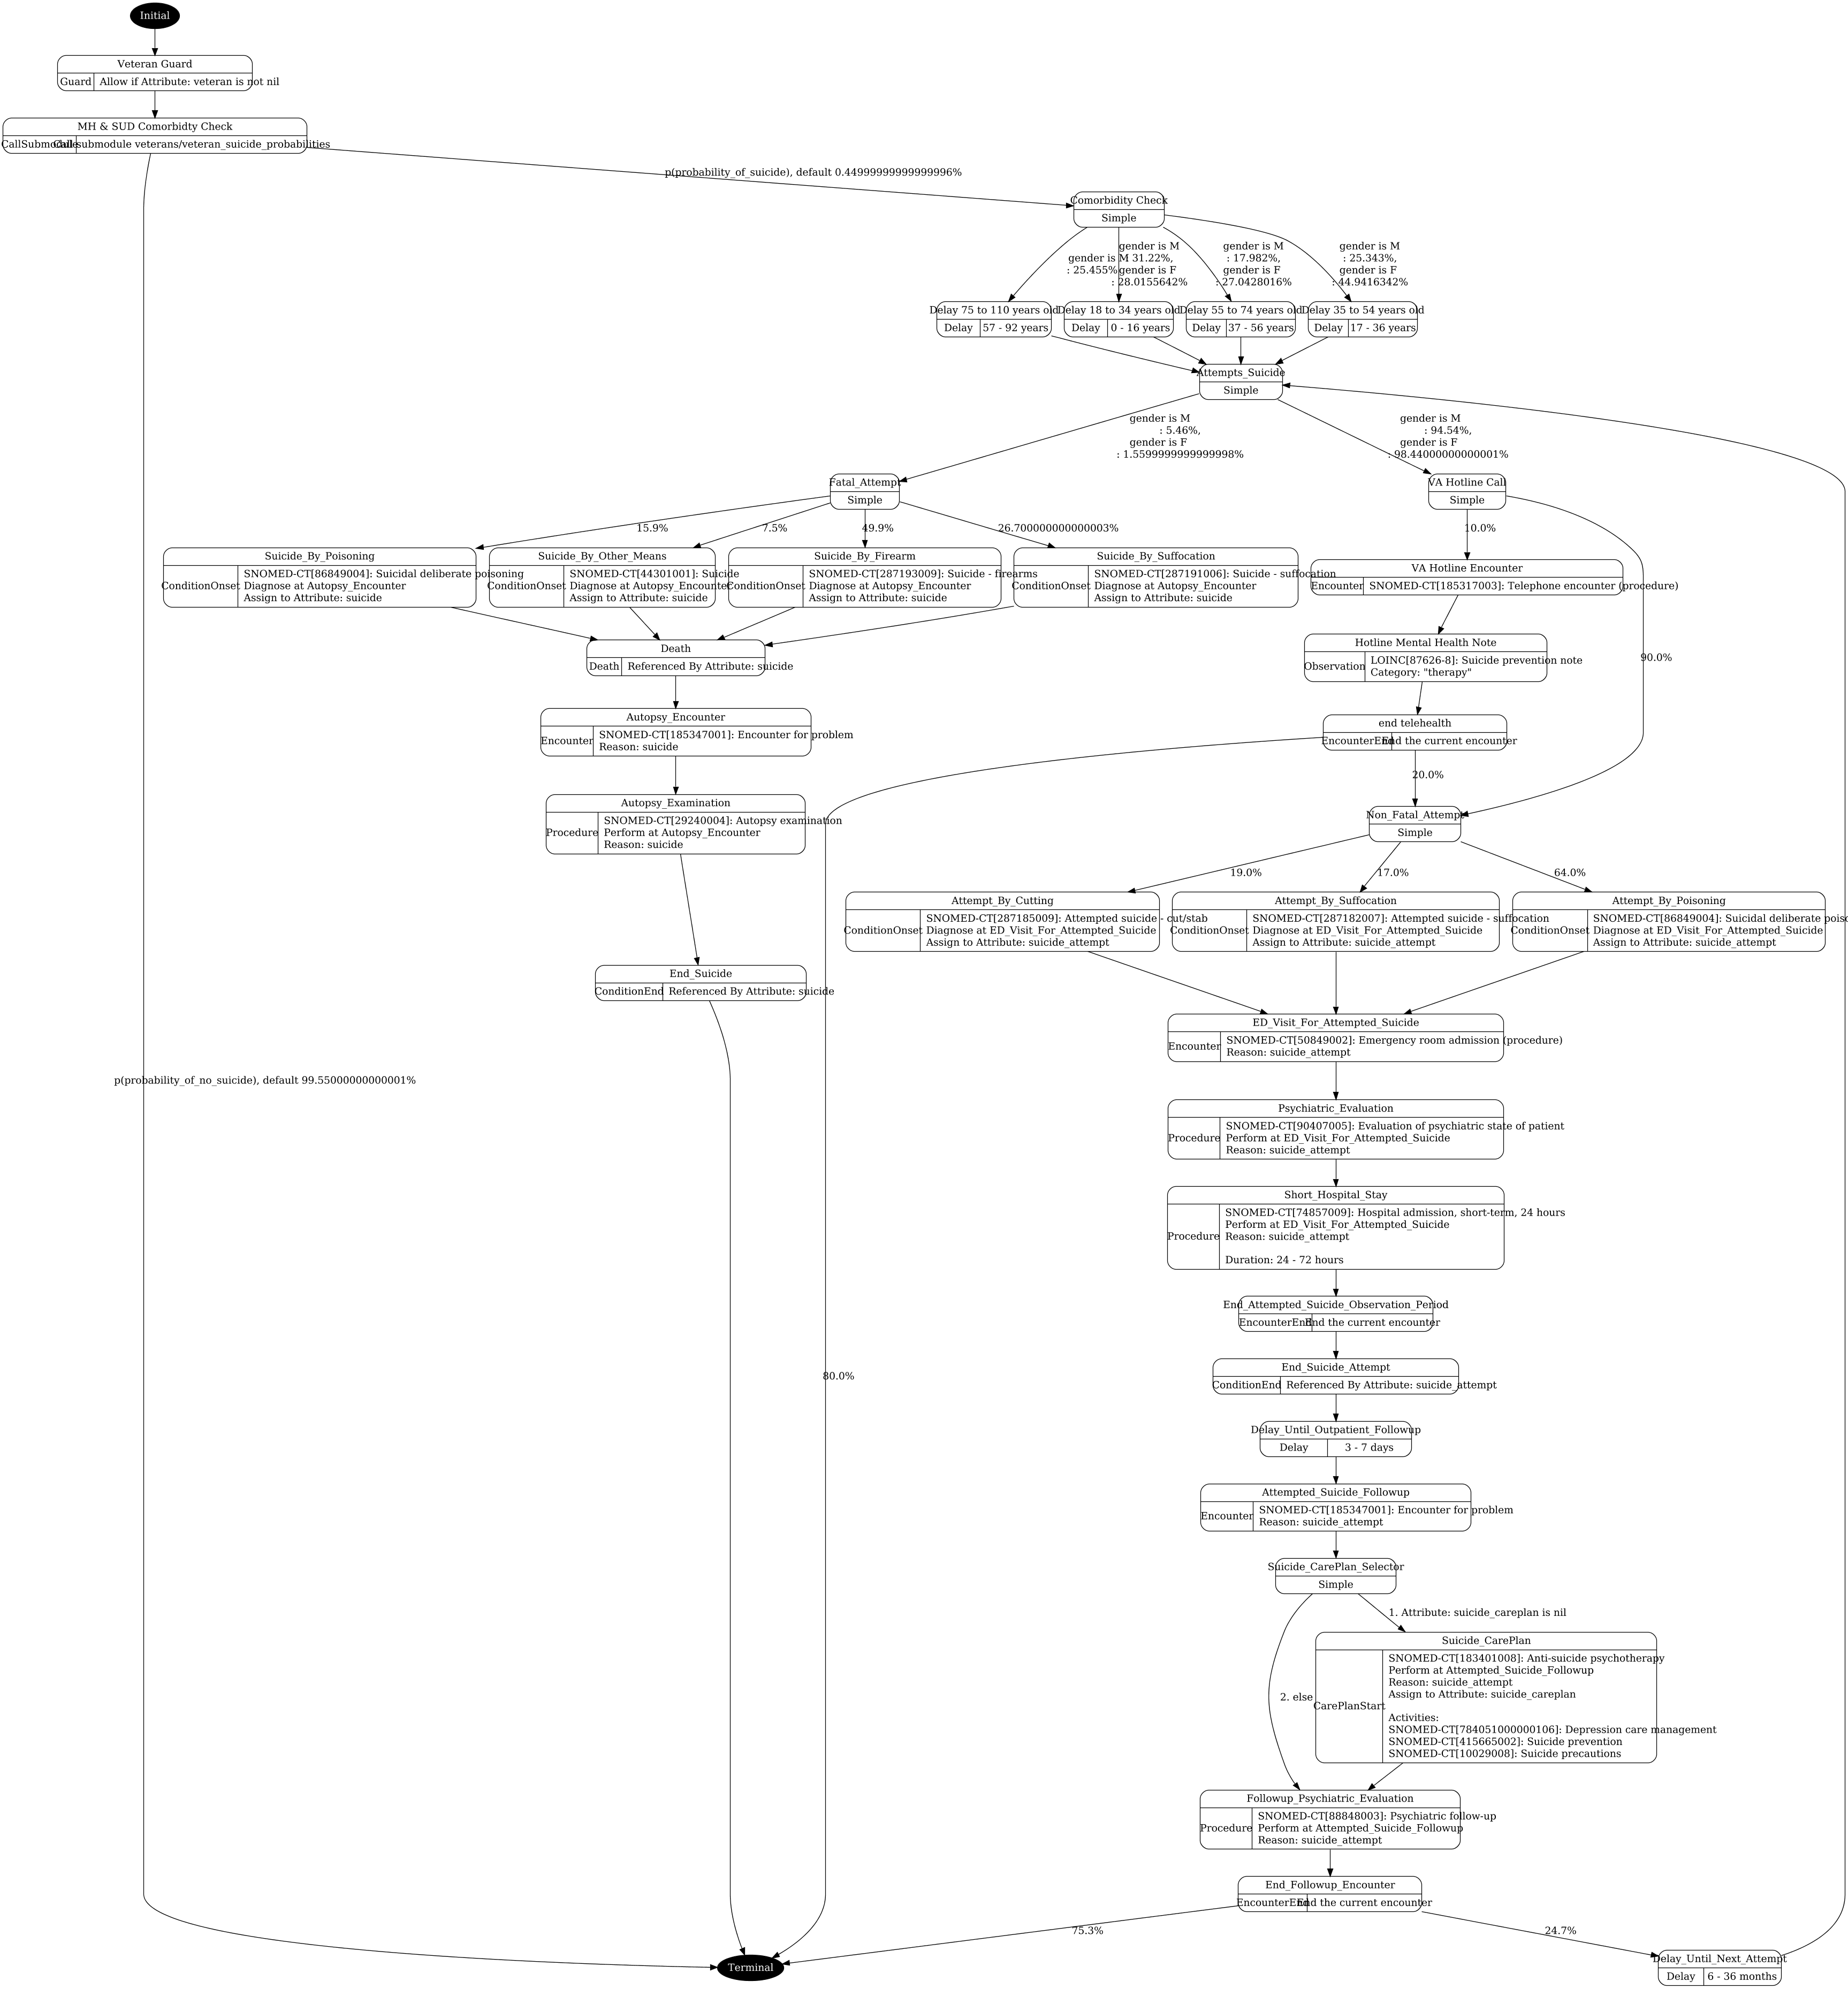 Initial
Veteran Guard
Guard
Allow if Attribute: veteran is not nil
MH & SUD Comorbidty Check
CallSubmodule
Call submodule veterans/veteran_suicide_probabilities
p(probability_of_suicide), default 0.44999999999999996%
Comorbidity Check
Simple
gender is M
: 25.455%
gender is M 31.22%,
gender is F
: 28.0155642%
gender is M
: 17.982%,
gender is F
: 27.0428016%
gender is M
: 25.343%,
gender is F
: 44.9416342%
Delay 75 to 110 years old
Delay
57 - 92 years
Delay 18 to 34 years old
Delay
0 - 16 years
Delay 55 to 74 years old
Delay
37 - 56 years
Delay 35 to 54 years old
Delay
17 - 36 years
Attempts_Suicide
Simple
gender is M
: 5.46%,
gender is F
: 1.5599999999999998%
gender is M
: 94.54%,
gender is F
: 98.44000000000001%
Fatal_Attempt
Simple
VA Hotline Call
Simple
15.9%
7.5%
49.9%
26.700000000000003%
10.0%
Suicide_By_Poisoning
ConditionOnset
SNOMED-CT[86849004]: Suicidal deliberate poisoning
Diagnose at Autopsy_Encounter
Assign to Attribute: suicide
Suicide_By_Other_Means
ConditionOnset
SNOMED-CT[44301001]: Suicide
Diagnose at Autopsy_Encounter
Assign to Attribute: suicide
Suicide_By_Firearm
ConditionOnset
SNOMED-CT[287193009]: Suicide - firearms
Diagnose at Autopsy_Encounter
Assign to Attribute: suicide
Suicide_By_Suffocation
ConditionOnset
SNOMED-CT[287191006]: Suicide - suffocation
Diagnose at Autopsy_Encounter
Assign to Attribute: suicide
VA Hotline Encounter
Encounter
SNOMED-CT[185317003]: Telephone encounter (procedure)
Death
Death
Referenced By Attribute: suicide
Hotline Mental Health Note
Observation
LOINC[87626-8]: Suicide prevention note
Category: "therapy"
90.0%
Autopsy_Encounter
Encounter
SNOMED-CT[185347001]: Encounter for problem
Reason: suicide
end telehealth
EncounterEnd
End the current encounter
20.0%
Autopsy_Examination
Procedure
SNOMED-CT[29240004]: Autopsy examination
Perform at Autopsy_Encounter
Reason: suicide
Non_Fatal_Attempt
Simple
19.0%
17.0%
64.0%
Attempt_By_Cutting
ConditionOnset
SNOMED-CT[287185009]: Attempted suicide - cut/stab
Diagnose at ED_Visit_For_Attempted_Suicide
Assign to Attribute: suicide_attempt
Attempt_By_Suffocation
ConditionOnset
SNOMED-CT[287182007]: Attempted suicide - suffocation
Diagnose at ED_Visit_For_Attempted_Suicide
Assign to Attribute: suicide_attempt
Attempt_By_Poisoning
ConditionOnset
SNOMED-CT[86849004]: Suicidal deliberate
Diagnose at ED_Visit_For_Attempted_Suicide
Assign to Attribute: suicide_attempt
End_Suicide
ConditionEnd
Referenced By Attribute: suicide
ED_Visit_For_Attempted_Suicide
Encounter
SNOMED-CT[50849002]: Emergency room admission (procedure)
Reason: suicide_attempt
p(probability_of_no_suicide), default 99.55000000000001%
Psychiatric_Evaluation
Procedure
SNOMED-CT[90407005]: Evaluation of psychiatric state of patient
Perform at ED_Visit_For_Attempted_Suicide
Reason: suicide_attempt
Short_Hospital_Stay
Procedure
SNOMED-CT[74857009]: Hospital admission, short-term, 24 hours
Perform at ED_Visit_For_Attempted_Suicide
Reason: suicide_attempt
Duration: 24 - 72 hours
End_Attempted_Suicide_Observation_Period
EncounterEnd
End the current encounter
80.0%
End_Suicide_Attempt
ConditionEnd
Referenced By Attribute: suicide_attempt
Delay_Until_Outpatient_Followup
Delay
3 - 7 days
Attempted_Suicide_Followup
Encounter
SNOMED-CT[185347001]: Encounter for problem
Reason: suicide_attempt
Suicide_CarePlan_Selector
Simple
1. Attribute: suicide_careplan is nil
2. else
Suicide_CarePlan
CarePlanStart
SNOMED-CT[183401008]: Anti-suicide psychotherapy
Perform at Attempted_Suicide_Followup
Reason: suicide_attempt
Assign to Attribute: suicide_careplan
Activities:
SNOMED-CT[784051000000106]: Depression care management
SNOMED-CT[415665002]: Suicide prevention
SNOMED-CT[10029008]: Suicide precautions
Followup_Psychiatric_Evaluation
Procedure
SNOMED-CT[88848003]: Psychiatric follow-up
Perform at Attempted_Suicide_Followup
Reason: suicide_attempt
End_Followup_Encounter
EncounterEnd
End the current encounter
75.3%
24.7%
Terminal
Delay_Until_Next_Attempt
Delay
6 - 36 months